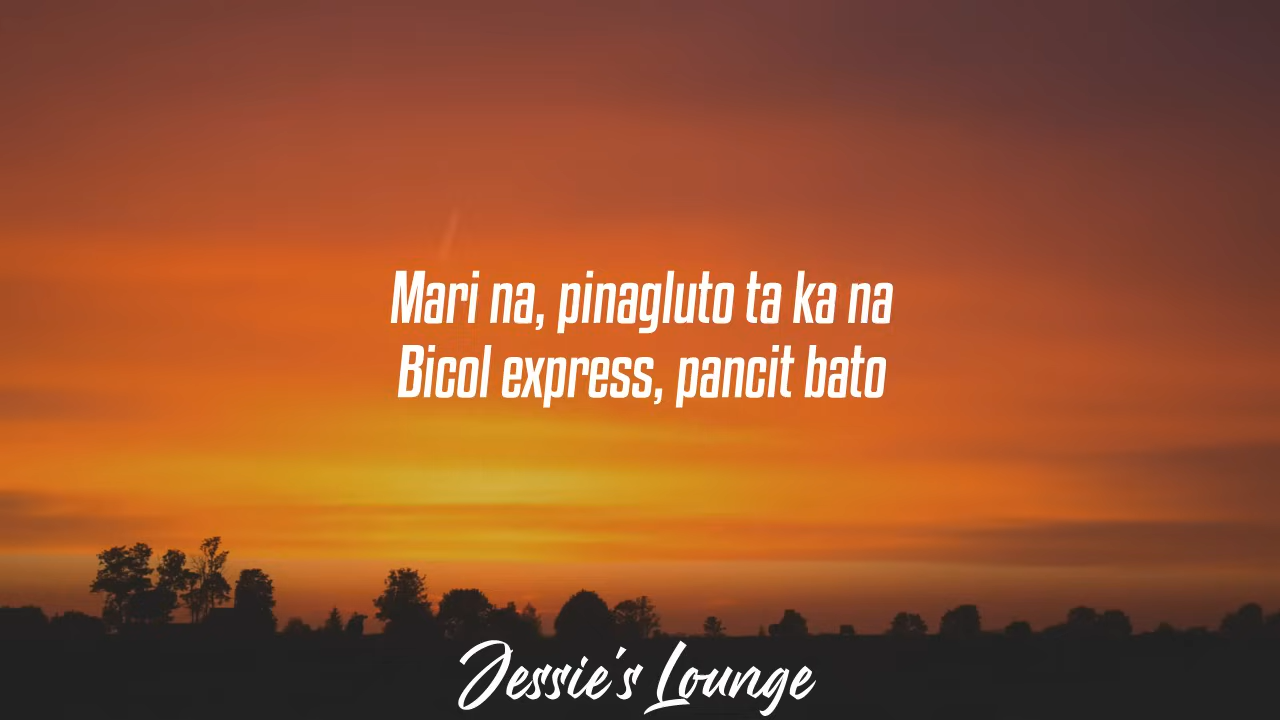 Mari na, pinagluto ta ka na
Bicol express, pancit bato
Jessie's Lounge